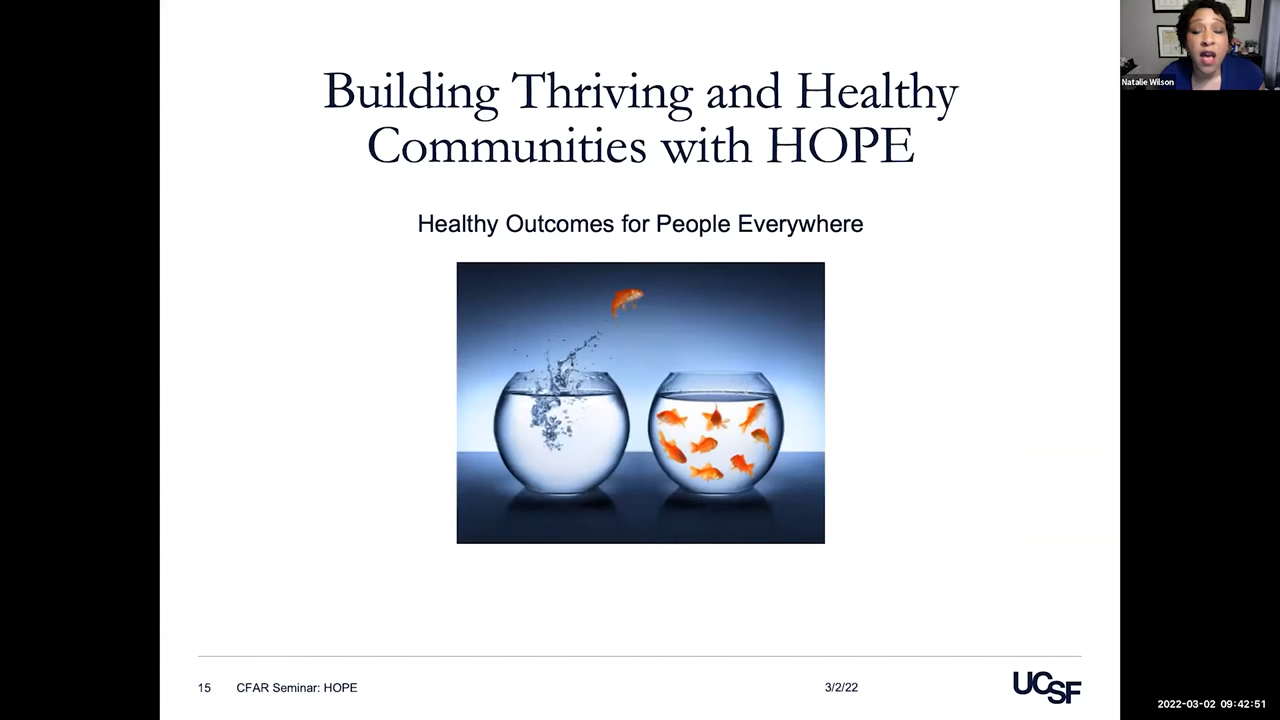 Building Thriving and Healthy
Communities with HOPE
Healthy Outcomes for People Everywhere
Natalie Wilson
15 CFAR Seminar: HOPE 3/2/22 UCSF
2022-03-02 09:42:51